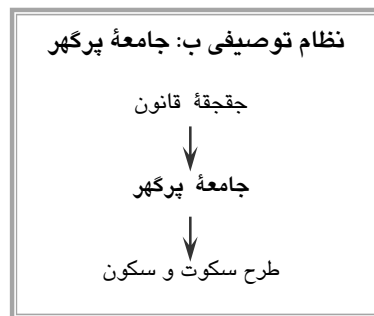 نظام توصیفی ب: جامعهٔ پرگهر
جقجقهٔ قانون
جامعهٔ پرگهر
طرح سکوت و سکون